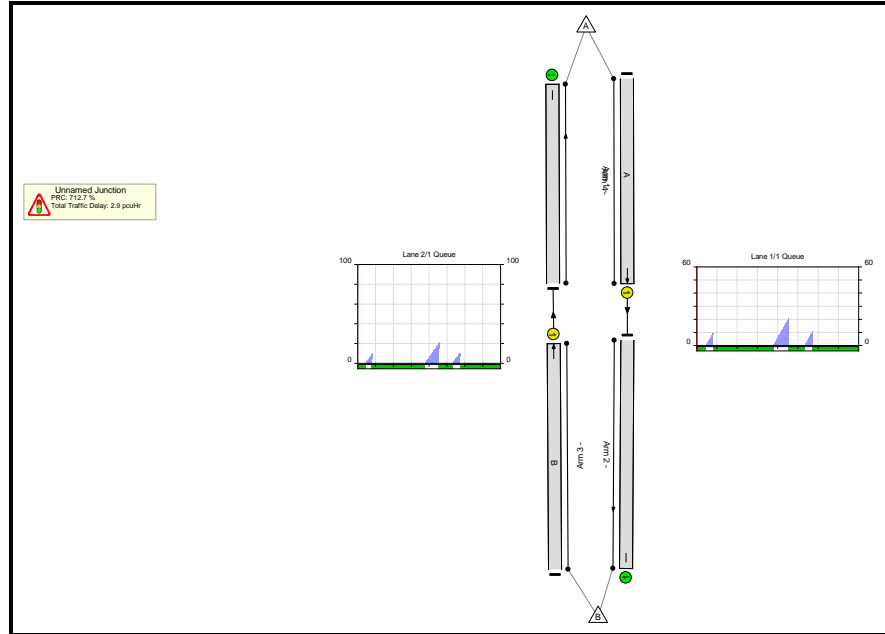 A
A
Unnamed Junction
PRC: 712.7 %
Total Traffic Delay: 2.9 pcuHr
Lane 2/1 Queue
100
100
0
0
Lane 1/1 Queue
60
60
0
0
B
Arm 3 -
Arm 2 -
B